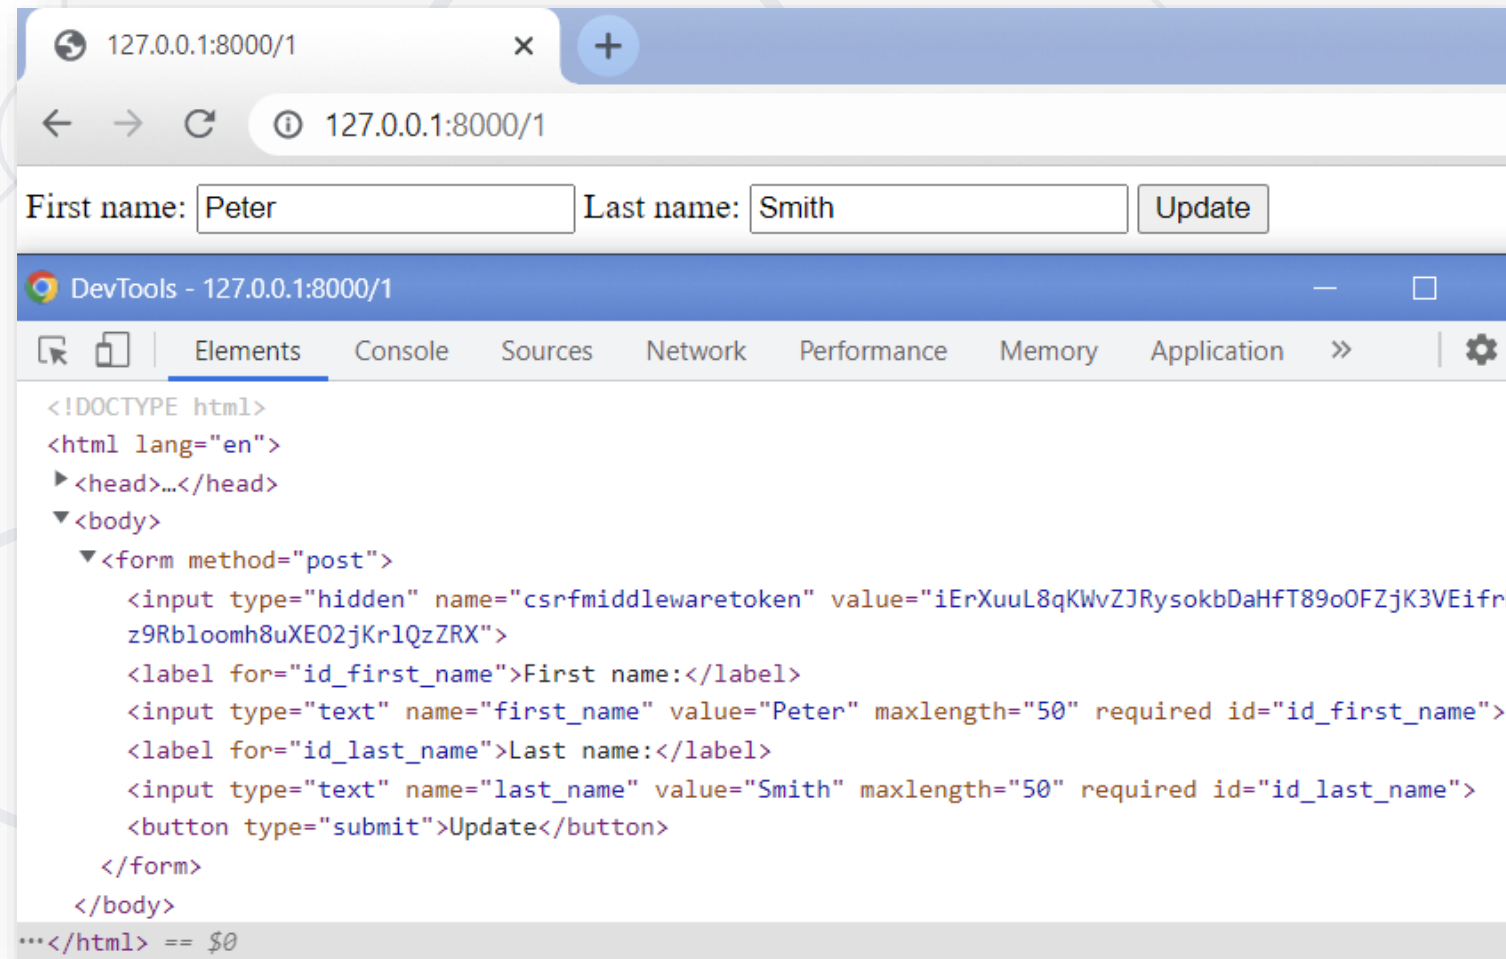 127.0.0.1:8000/1
127.0.0.1:8000/1
First name: Peter Last name: Smith Update
DevTools - 127.0.0.1:8000/1
Elements Console Sources Network Performance Memory Application »
<!DOCTYPE html>
<html lang="en">
<head>…</head>
<body>
<form method="post">
<input type="hidden" name="csrfmiddlewaretoken" value="iErXuuL8qKWvZJRysokbDaHfT89oOFZjK3VEifr
z9Rbloomh8uXEO2jKrlQzZRX">
<label for="id_first_name">First name:</label>
<input type="text" name="first_name" value="Peter" maxlength="50" required id="id_first_name">
<label for="id_last_name">Last name:</label>
<input type="text" name="last_name" value="Smith" maxlength="50" required id="id_last_name">
<button type="submit">Update</button>
</form>
</body>
…</html> == $0